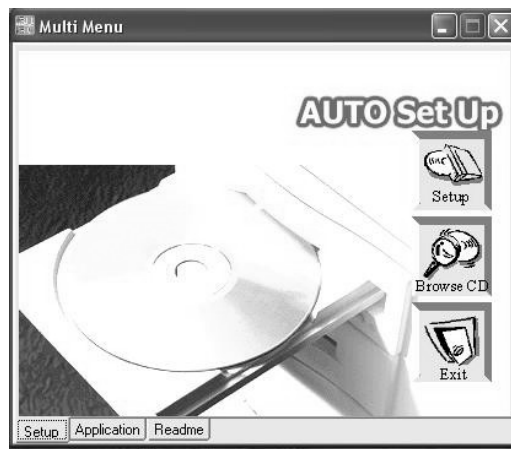 Multi Menu
AUTO Set Up
Setup
Browse CD
Exit
Setup Application Readme